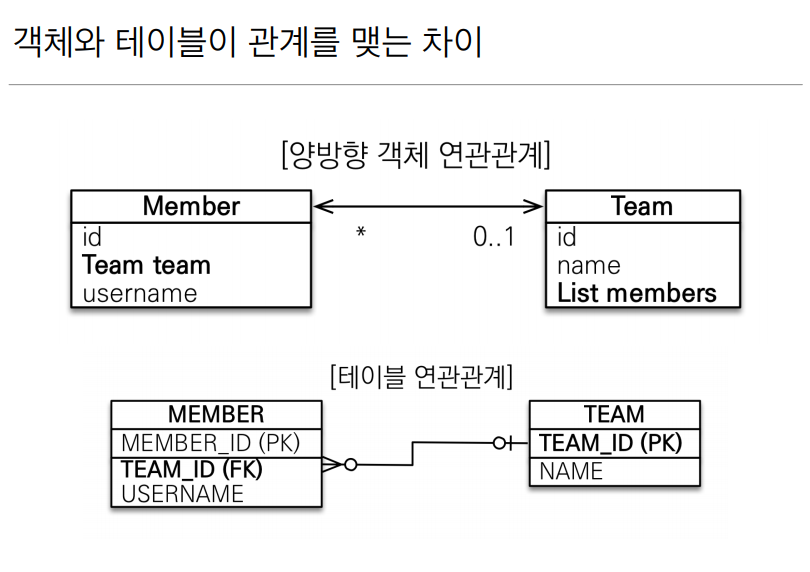 객체와 테이블이 관계를 맺는 차이
[양방향 객체 연관관계]
Member
id
Team team
username
*
0..1
Team
id
name
List members
[테이블 연관관계]
MEMBER
MEMBER_ID (PK)
TEAM_ID (FK)
USERNAME
TEAM
TEAM_ID (PK)
NAME